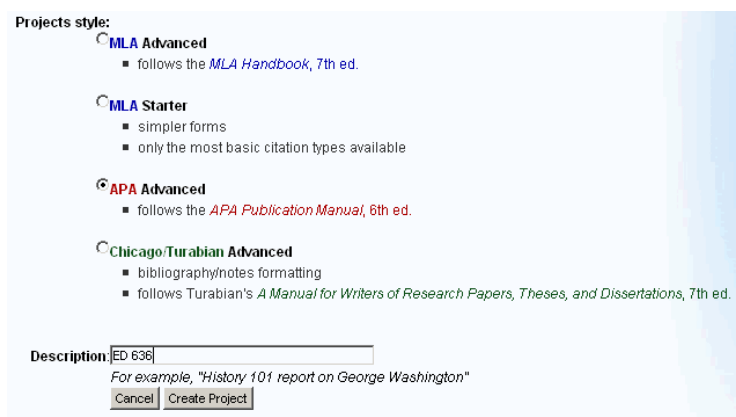 Projects style:
MLA Advanced
follows the MLA Handbook, 7th ed.
MLA Starter
simpler forms
only the most basic citation types available
APA Advanced
follows the APA Publication Manual, 6th ed.
Chicago/Turabian Advanced
bibliography/notes formatting
follows Turabian's A Manual for Writers of Research Papers, Theses, and Dissertations, 7th ed.
Description: ED 636
For example, "History 101 report on George Washington"
Cancel Create Project